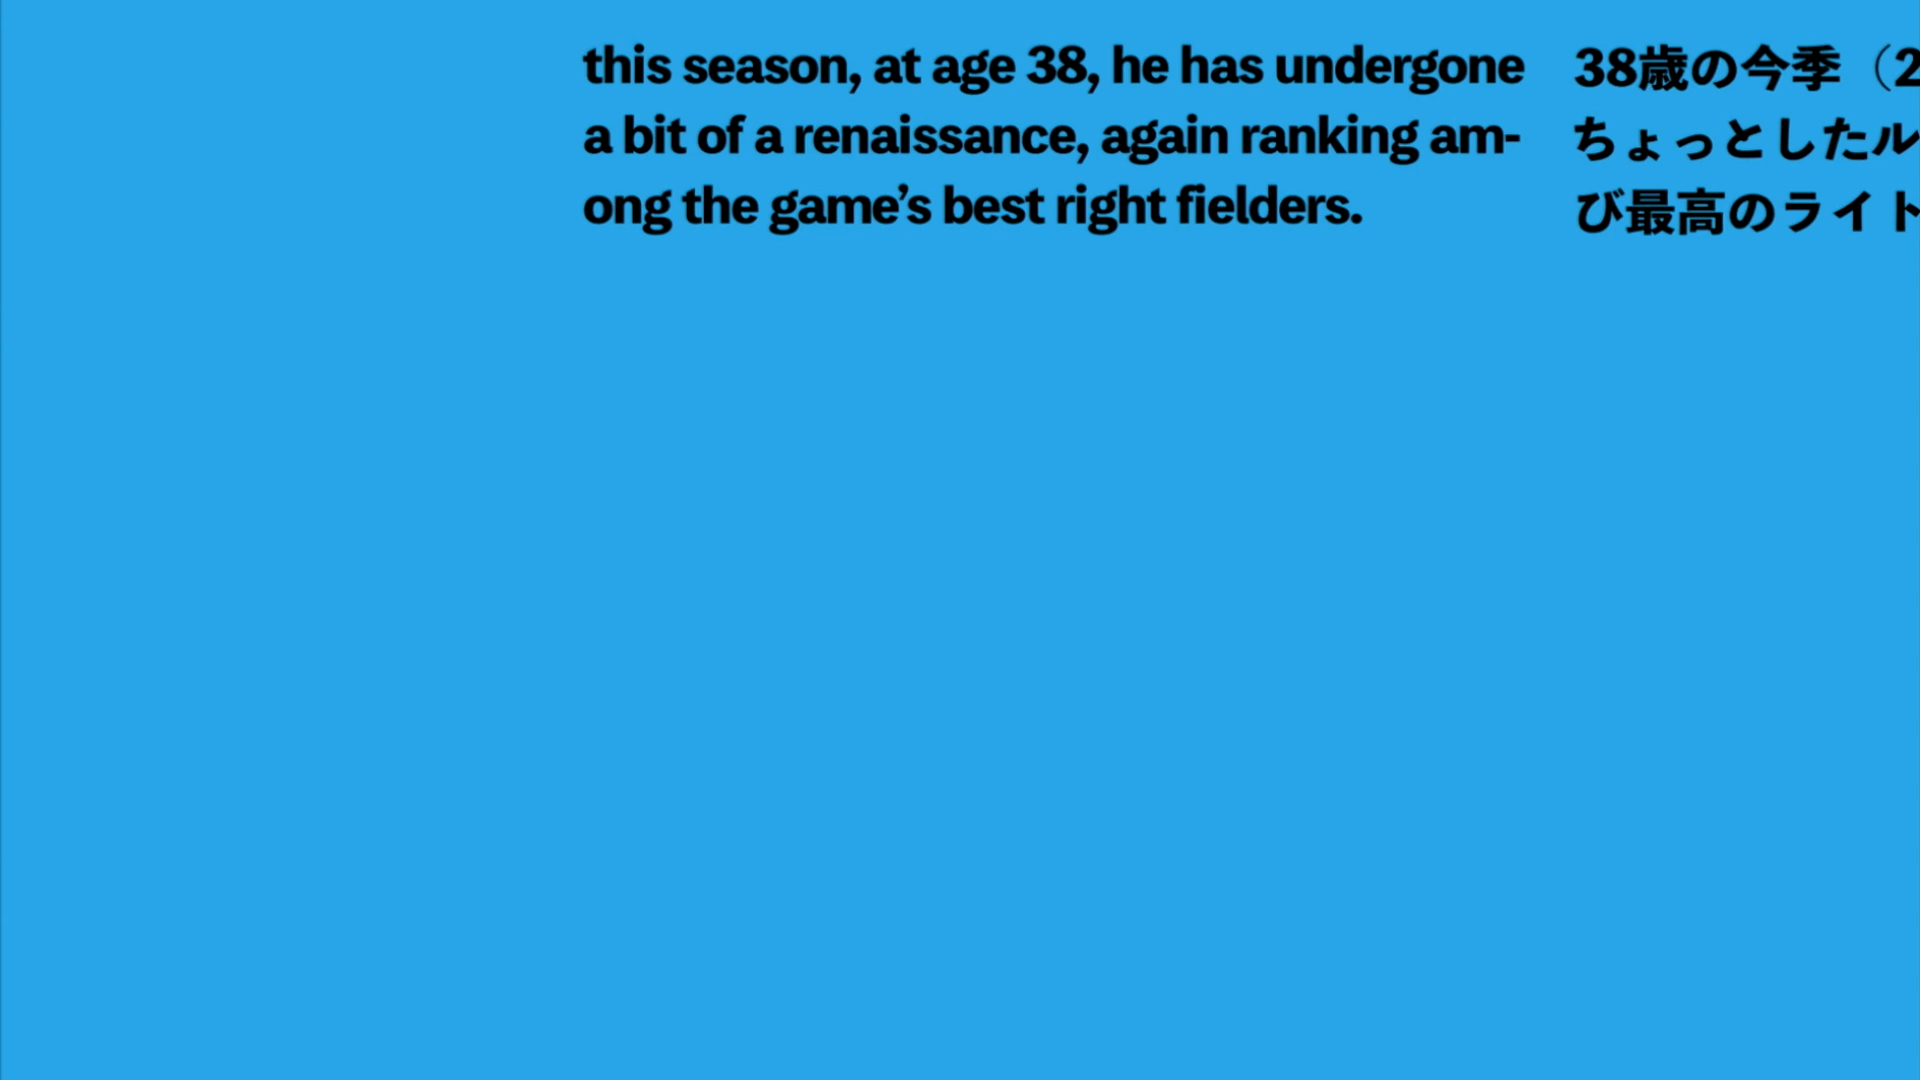 this season, at age 38, he has undergone
a bit of a renaissance, again ranking am-
ong the game’s best right fielders.
38歳の今季（2
ちょっとしたル
び最高のライト